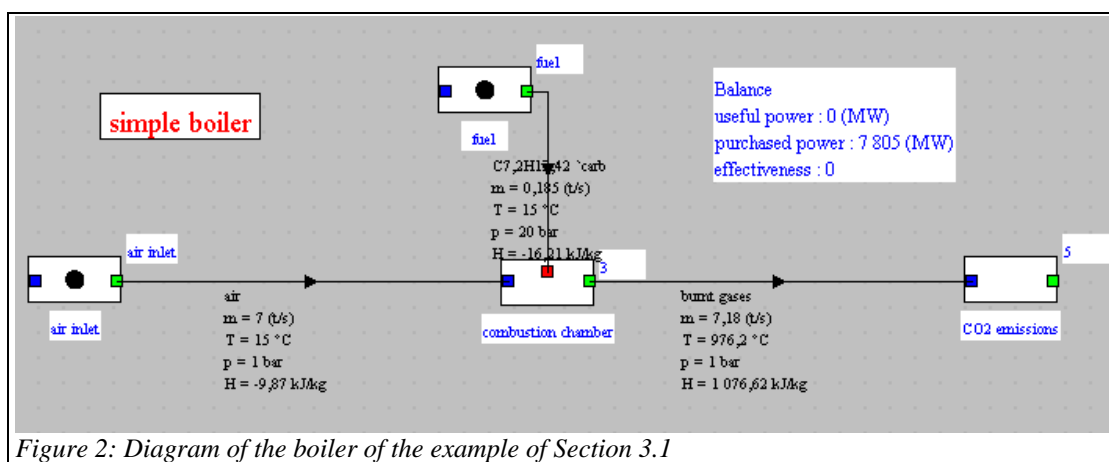 fuel
simple boiler
fuel
Balance
useful power : 0 (MW)
purchased power : 7 805 (MW)
effectiveness : 0
`carb
m = 0,185 (t/s)
T = 15 °C
p = 20 bar
H = -16,21 kJ/kg
air inlet
air inlet
air
m = 7 (t/s)
T = 15 °C
p = 1 bar
H = -9,87 kJ/kg
3
combustion chamber
burnt gases
m = 7,18 (t/s)
T = 976,2 °C
p = 1 bar
H = 1 076,62 kJ/kg
5
CO2 emissions
Figure 2: Diagram of the boiler of the example of Section 3.1